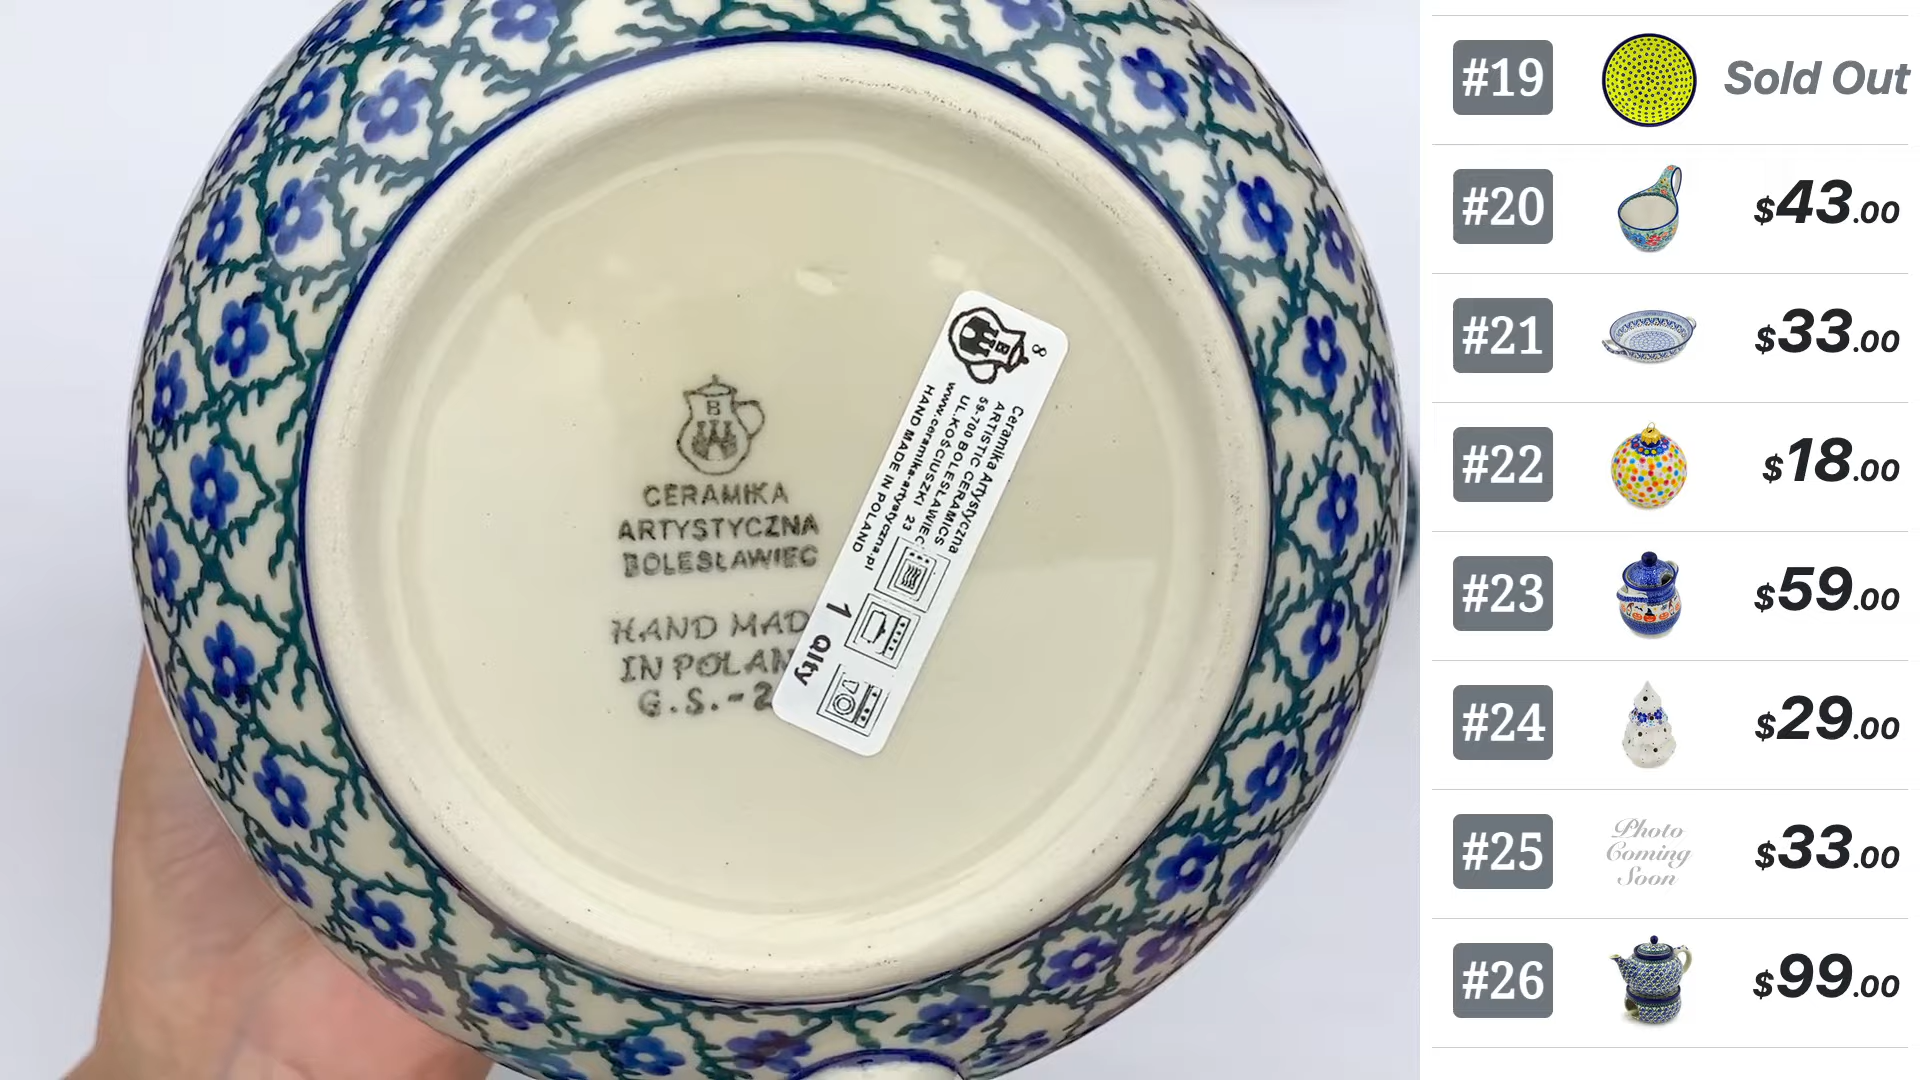 B
CERAMIKA
ARTYSTYCZNA
BOLESŁAWIEC
HAND MAD
IN POLAN
G.S.-2
8
Ceramika Artystyczna
ARTISTIC CERAMICS
59-700 BOLESŁAWIEC
UL.KOŚCIUSZKI 23
www.ceramika-artystyczna.pl
HAND MADE IN POLAND
1 Qlty
#19 Sold Out
#20 $43.00
#21 $33.00
#22 $18.00
#23 $59.00
#24 $29.00
#25 Photo Coming Soon $33.00
#26 $99.00